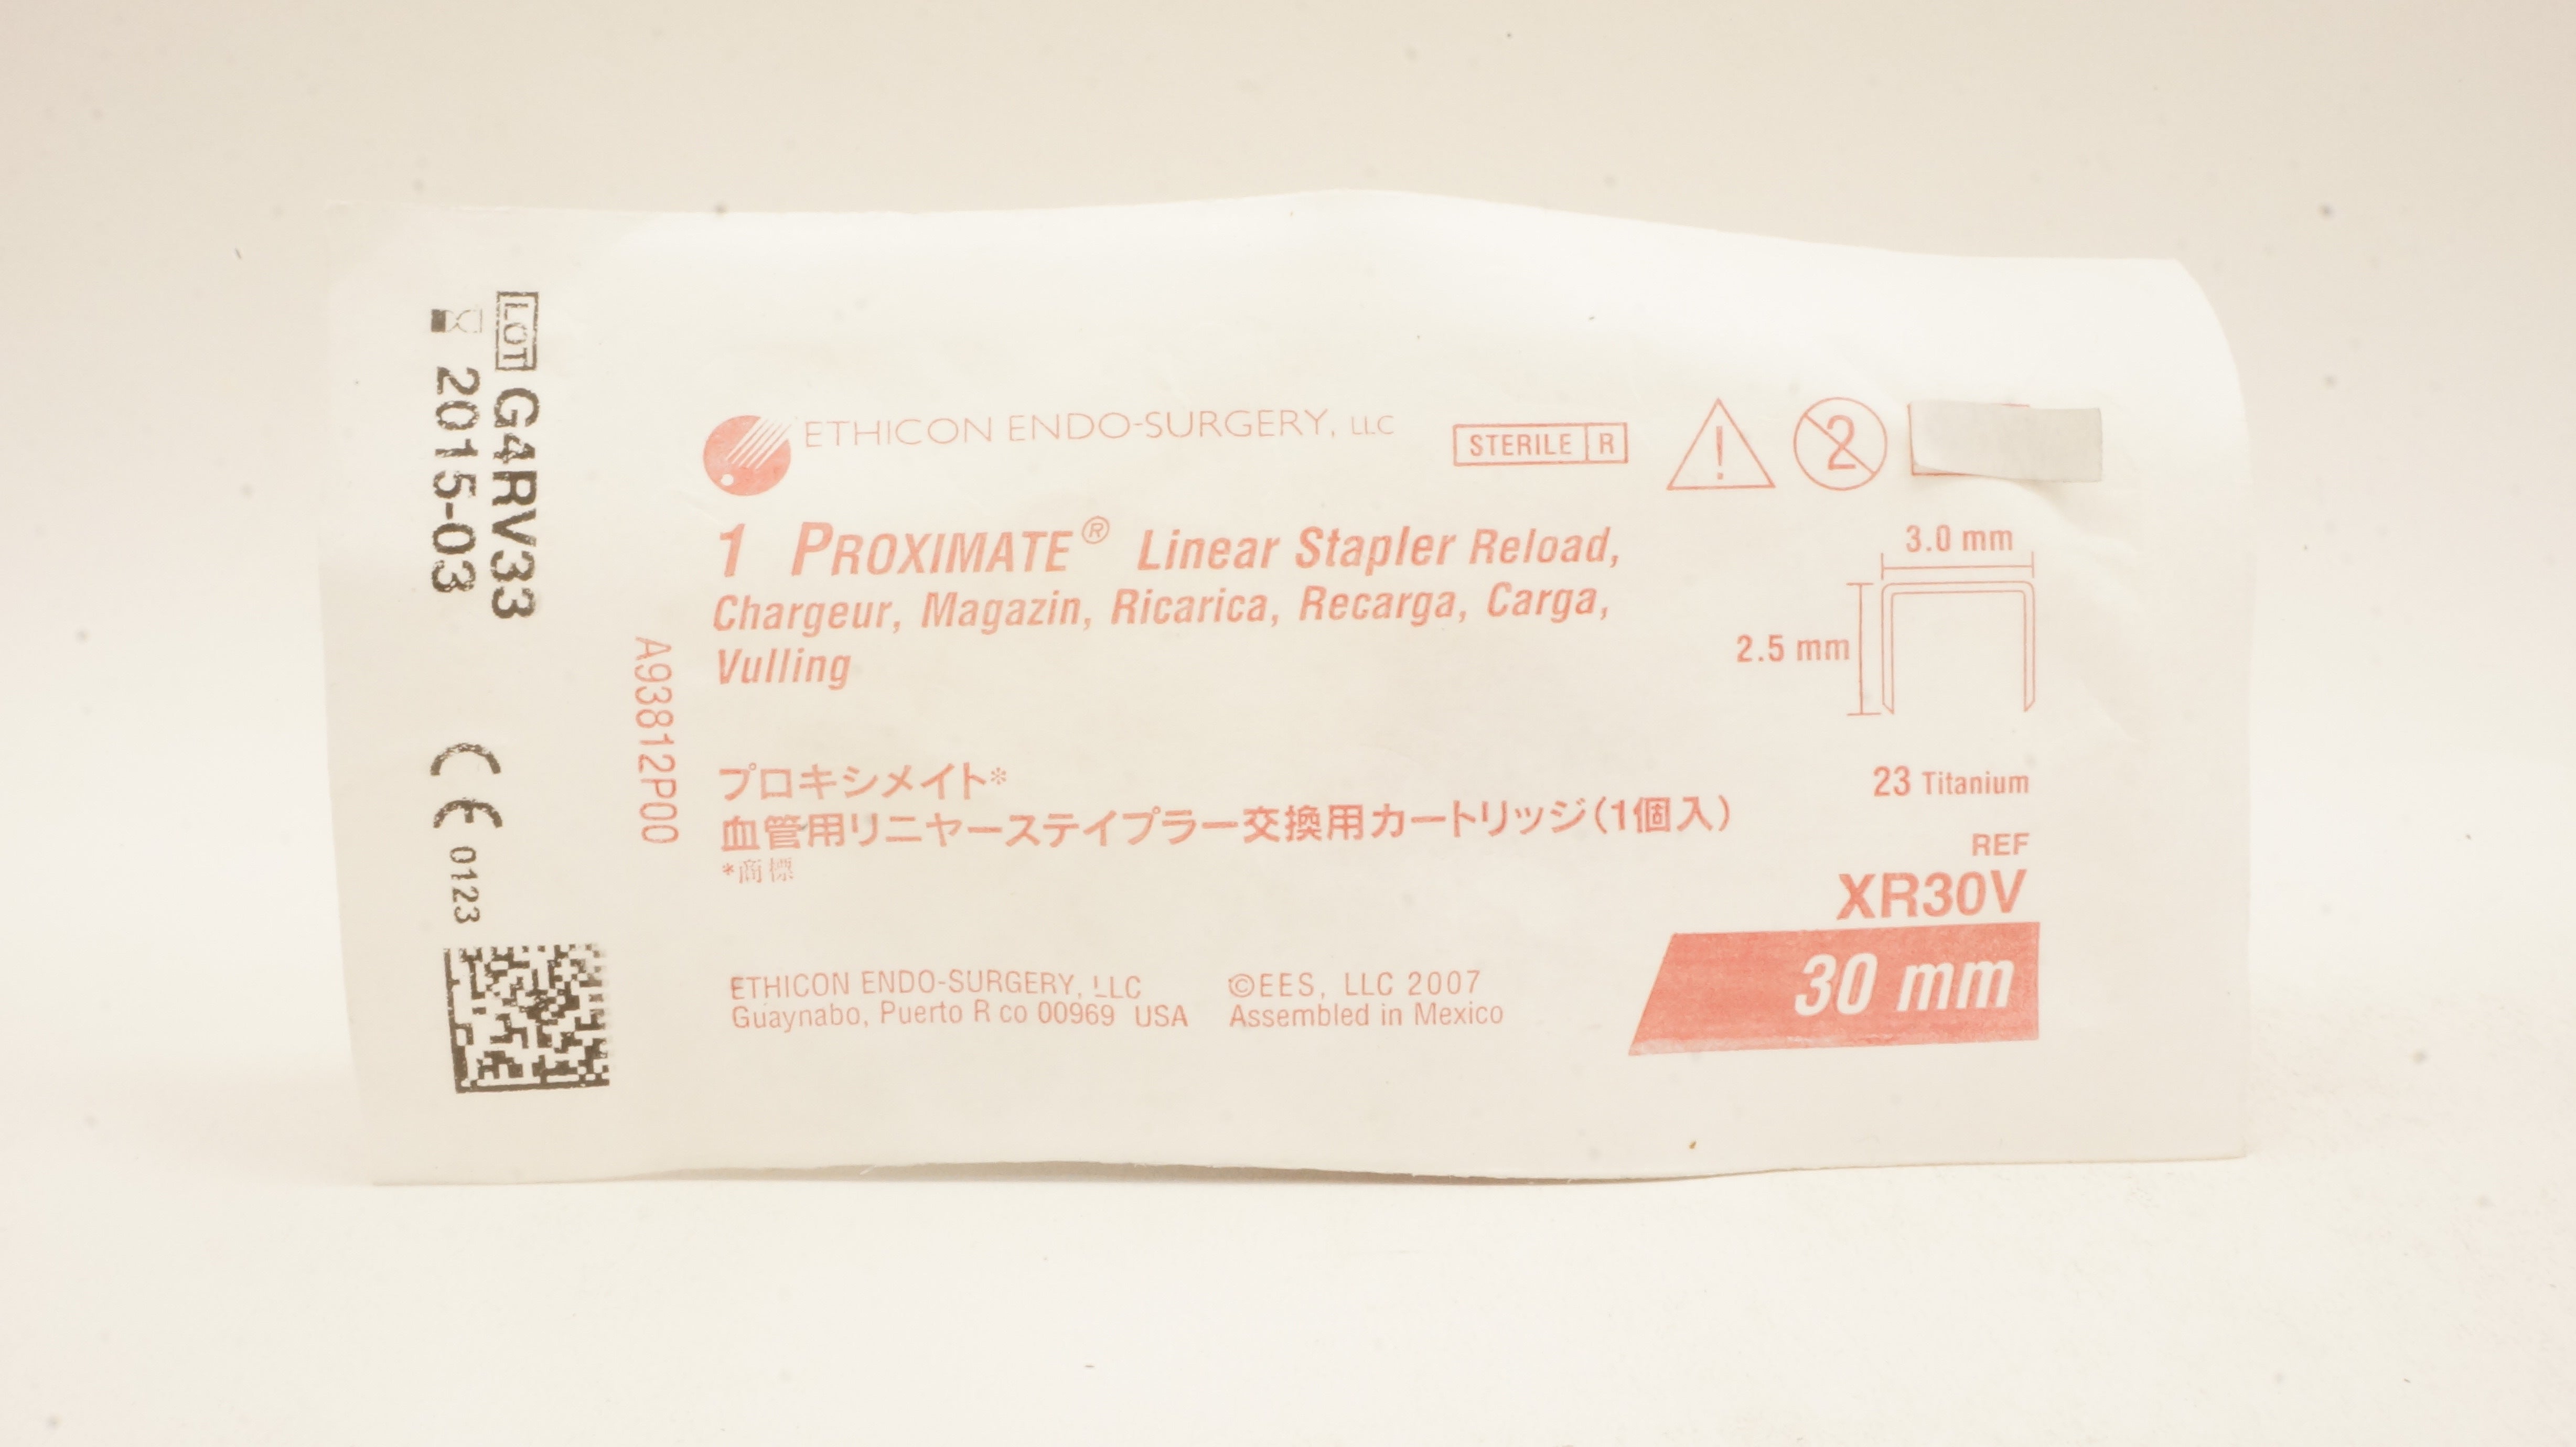 LOT G4RV33
2015-03
0123
A93812P00
ETHICON ENDO-SURGERY, LLC
STERILE R
2
1 PROXIMATE® Linear Stapler Reload,
Chargeur, Magazin, Ricarica, Recarga, Carga,
Vulling
プロキシメイト*
血管用リニヤーステイプラー交換用カートリッジ(1個入)
*商標
3.0 mm
2.5 mm
23 Titanium
REF
XR30V
30 mm
ETHICON ENDO-SURGERY, LLC
Guaynabo, Puerto R co 00969 USA
©EES, LLC 2007
Assembled in Mexico